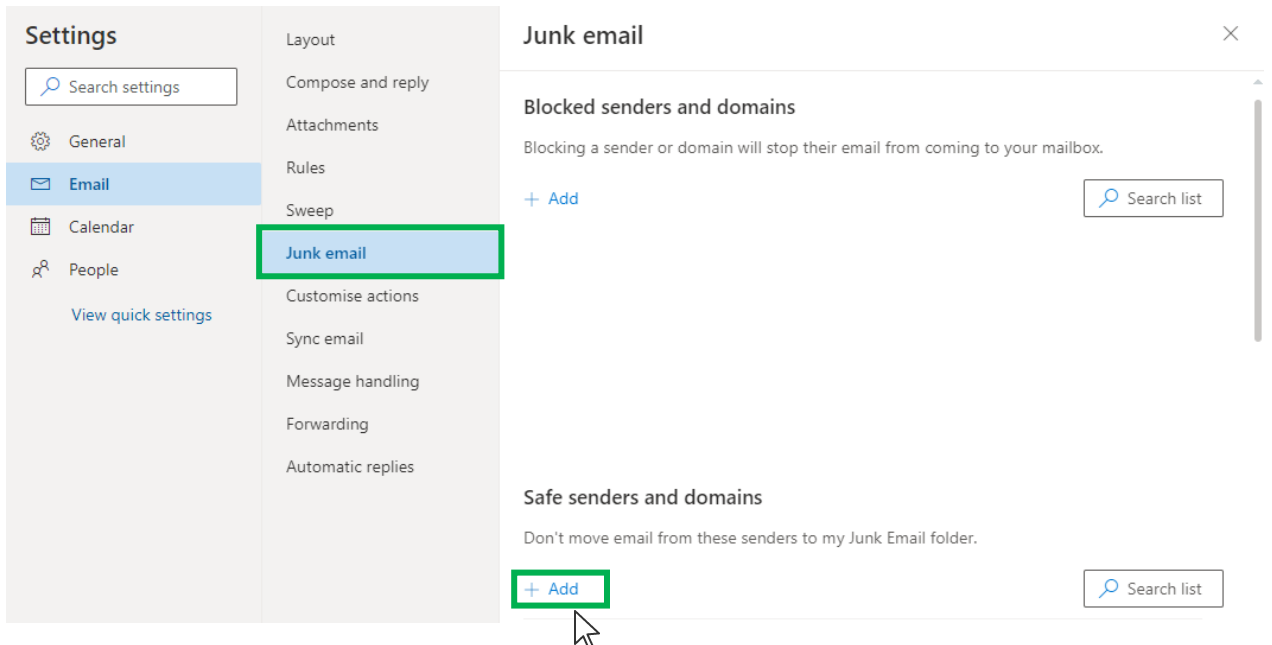 Settings
Search settings
General
Email
Calendar
People
View quick settings
Layout
Compose and reply
Attachments
Rules
Sweep
Junk email
Customise actions
Sync email
Message handling
Forwarding
Automatic replies
Junk email
Blocked senders and domains
Blocking a sender or domain will stop their email from coming to your mailbox.
+ Add
Search list
Safe senders and domains
Don't move email from these senders to my Junk Email folder.
+ Add
Search list